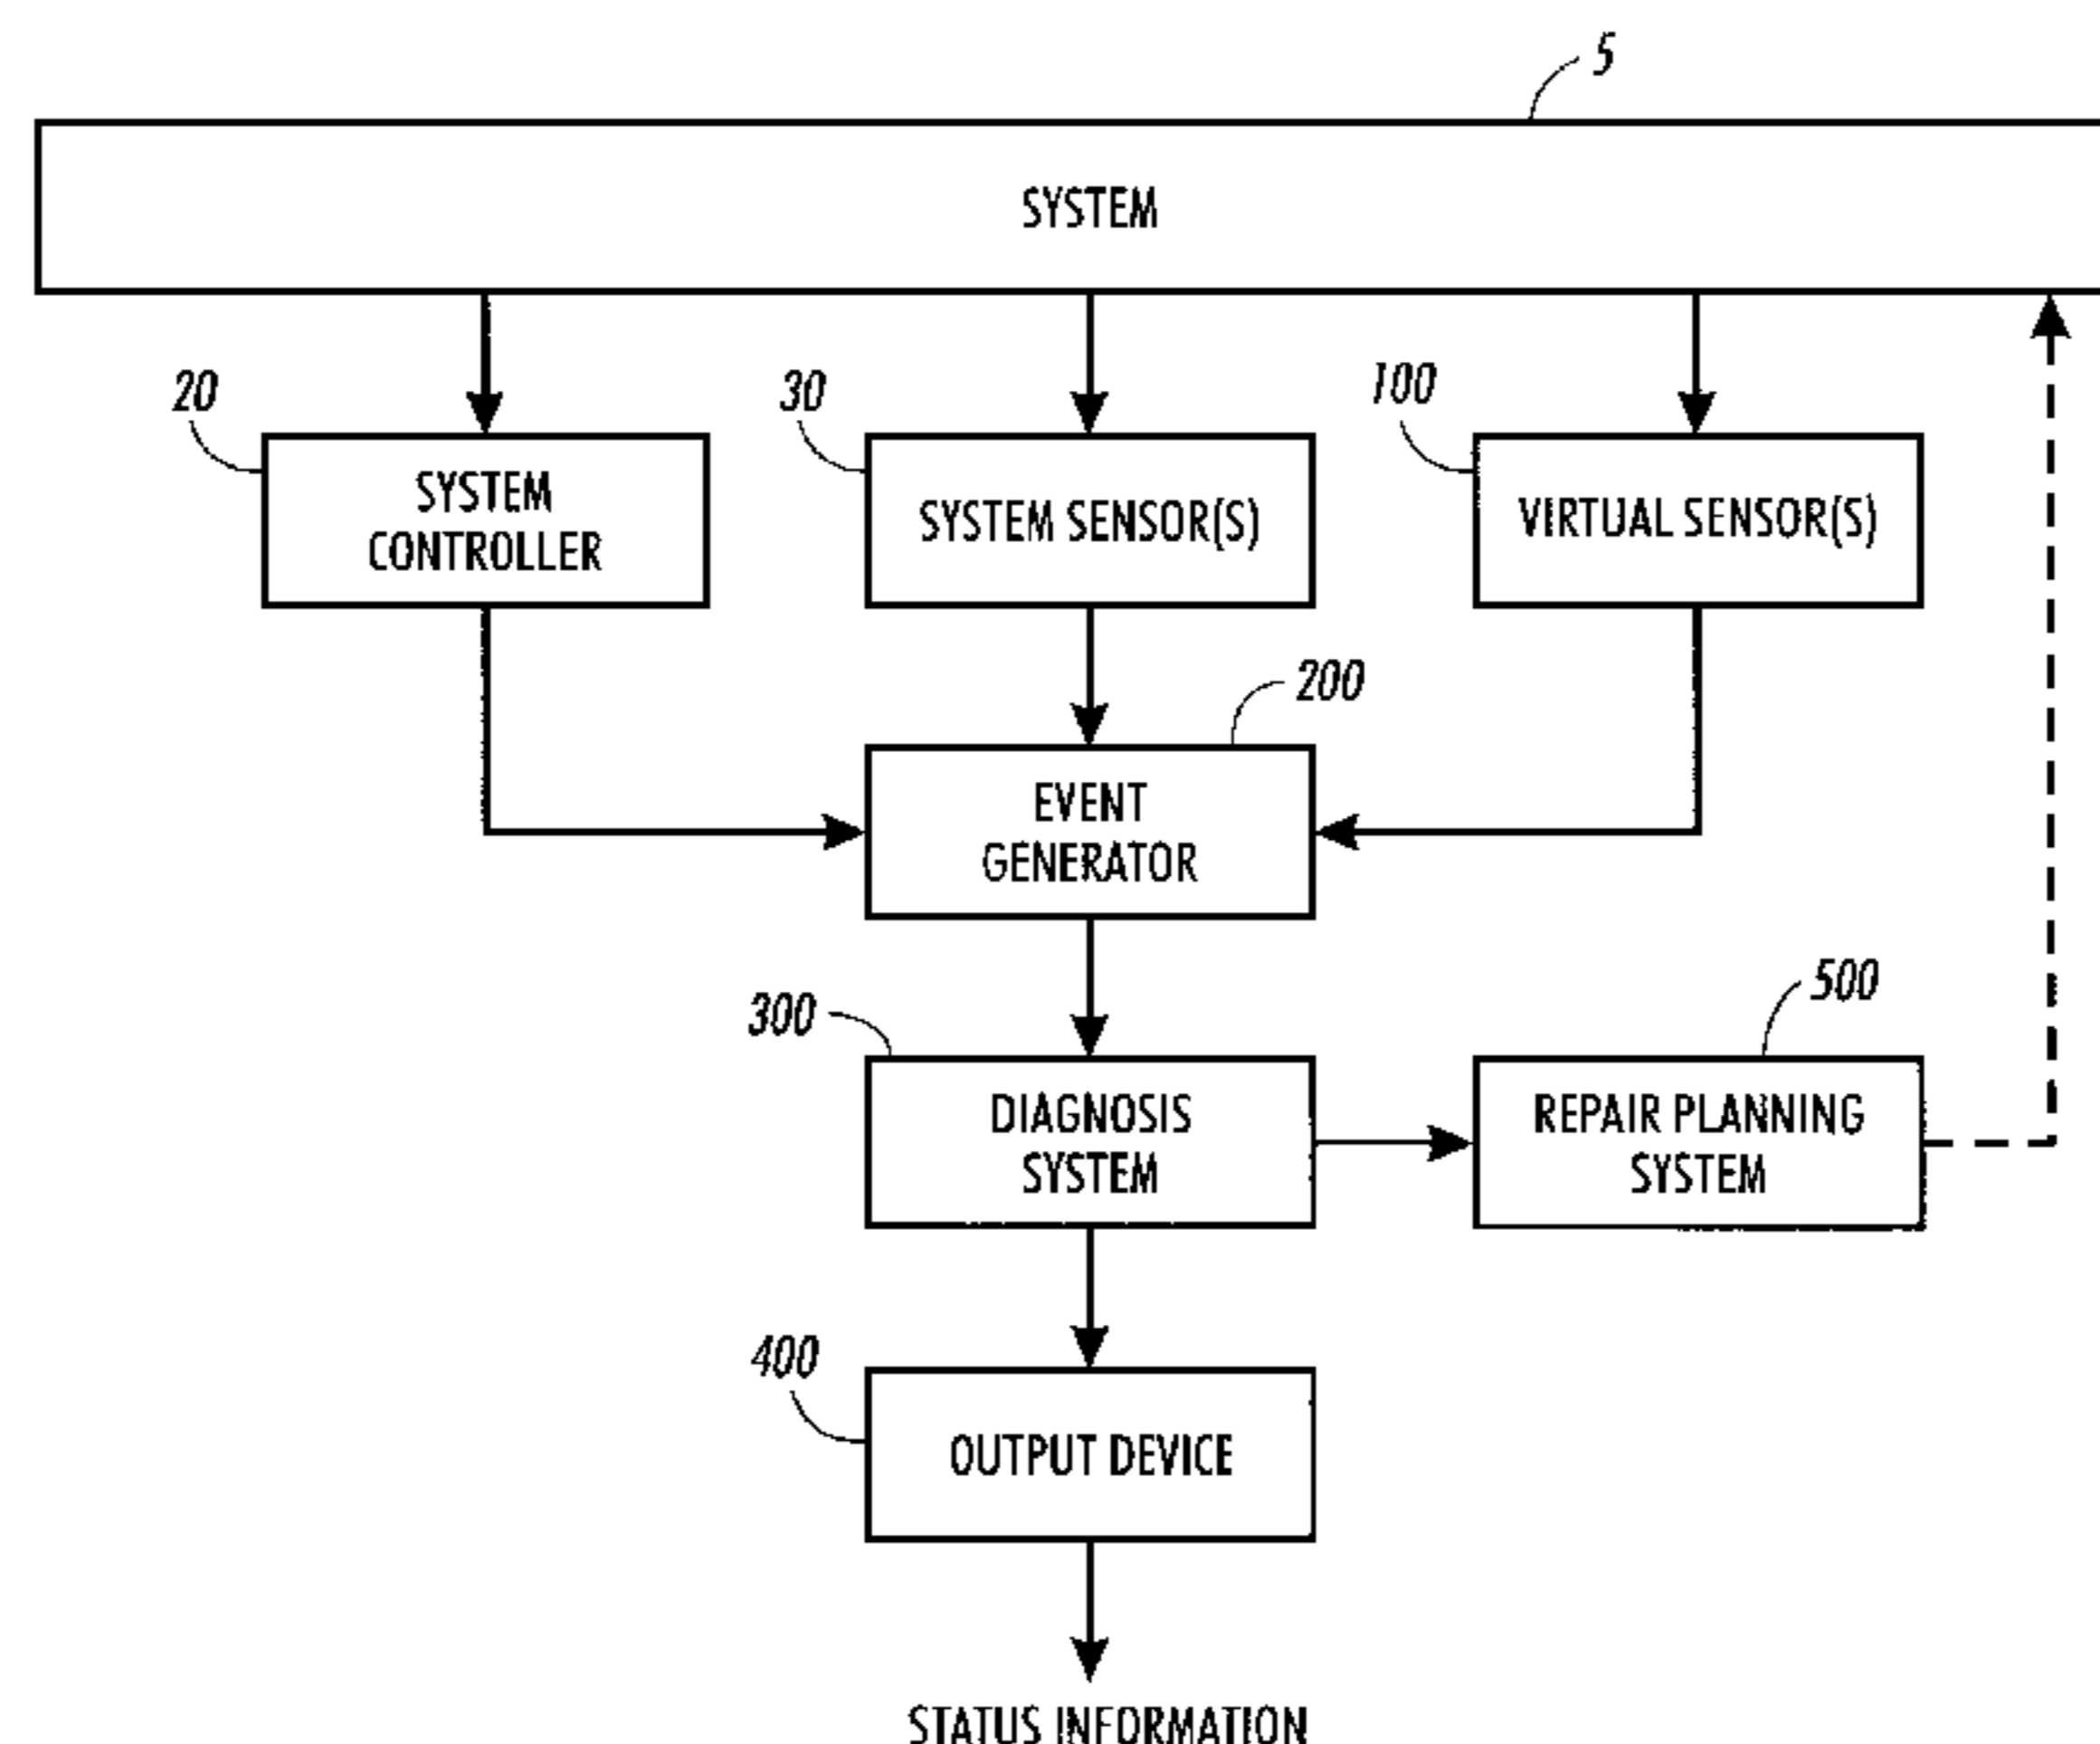 5
SYSTEM
20
30
100
SYSTEM
CONTROLLER
SYSTEM SENSOR(S)
VIRTUAL SENSOR(S)
200
EVENT
GENERATOR
300
500
DIAGNOSIS
SYSTEM
REPAIR PLANNING
SYSTEM
400
OUTPUT DEVICE
STATUS INFORMATION